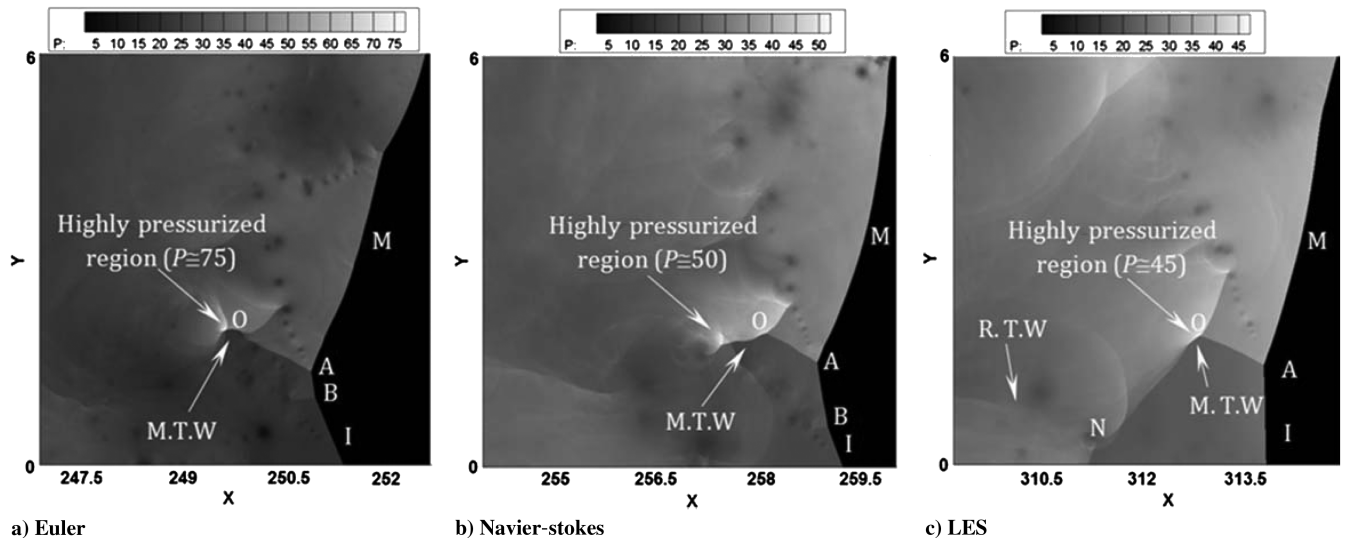 P: 5 10 15 20 25 30 35 40 45 50 55 60 65 70 75
6
Highly pressurized
region (P≅75)
M
Y
O
A
B
M.T.W
I
0
247.5 249 250.5 252
X
a) Euler
P: 5 10 15 20 25 30 35 40 45 50
6
Highly pressurized
region (P≅50)
M
Y
O
A
B
M.T.W
I
0
255 256.5 258 259.5
X
b) Navier-stokes
P: 5 10 15 20 25 30 35 40 45
6
M
Highly pressurized
region (P≅45)
Y
O
R. T.W
A
M. T.W
N
I
0
310.5 312 313.5
X
c) LES